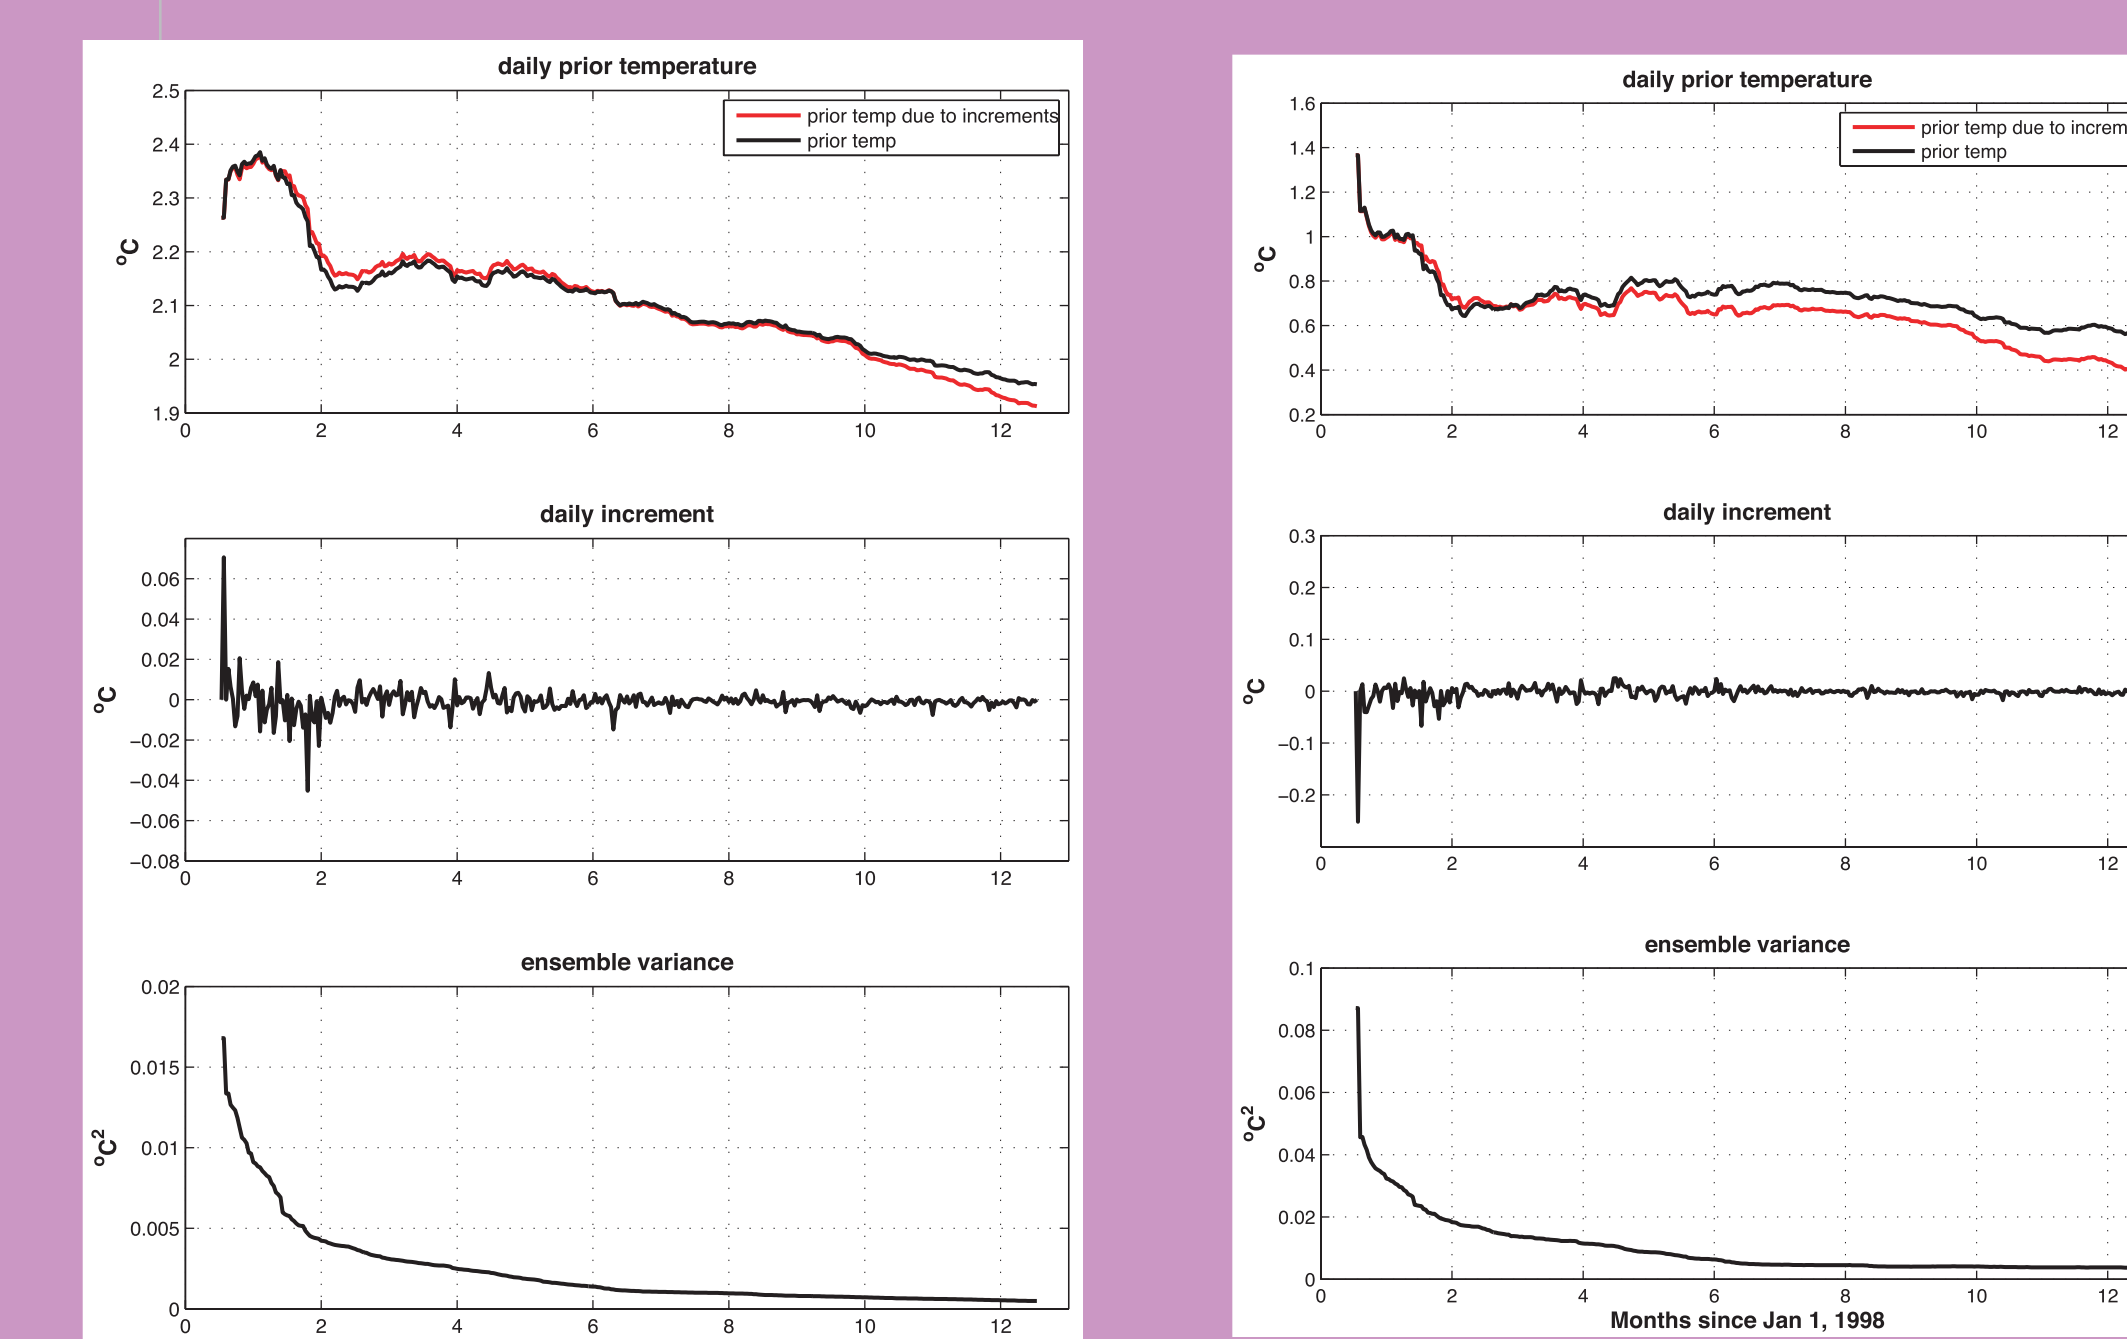 daily prior temperature
2.5
2.4
2.3
2.2
2.1
2
1.9
ºC
prior temp due to increments
prior temp
0 2 4 6 8 10 12
daily increment
0.06
0.04
0.02
0
−0.02
−0.04
−0.06
−0.08
ºC
0 2 4 6 8 10 12
ensemble variance
0.02
0.015
0.01
0.005
0
ºC²
0 2 4 6 8 10 12
daily prior temperature
1.6
1.4
1.2
1
0.8
0.6
0.4
0.2
ºC
prior temp due to increm
prior temp
0 2 4 6 8 10 12
daily increment
0.3
0.2
0.1
0
−0.1
−0.2
ºC
0 2 4 6 8 10 12
ensemble variance
0.1
0.08
0.06
0.04
0.02
0
ºC²
0 2 4 6 8 10 12
Months since Jan 1, 1998